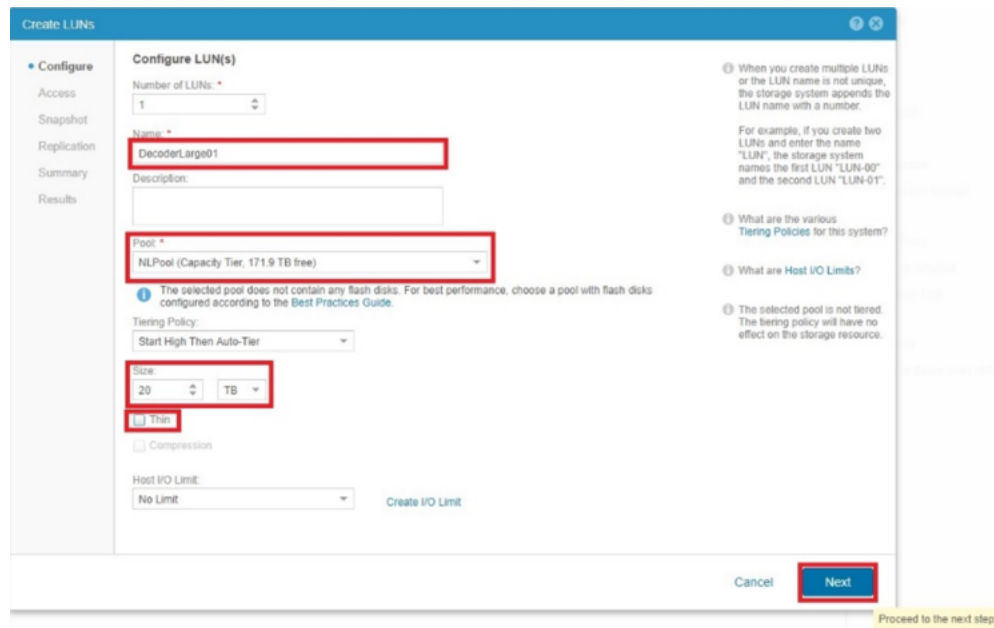 Create LUNs
Configure
Access
Snapshot
Replication
Summary
Results
Configure LUN(s)
Number of LUNs: *
1
Name: *
DecoderLarge01
Description:
Pool: *
NLPool (Capacity Tier, 171.9 TB free)
The selected pool does not contain any flash disks. For best performance, choose a pool with flash disks
configured according to the Best Practices Guide.
Tiering Policy:
Start High Then Auto-Tier
Size:
20 TB
Thin
Compression
Host I/O Limit:
No Limit
Create I/O Limit
When you create multiple LUNs
or the LUN name is not unique,
the storage system appends the
LUN name with a number.
For example, if you create two
LUNs and enter the name
"LUN", the storage system
names the first LUN "LUN-00"
and the second LUN "LUN-01".
What are the various
Tiering Policies for this system?
What are Host I/O Limits?
The selected pool is not tiered.
The tiering policy will have no
effect on the storage resource.
Cancel
Next
Proceed to the next step